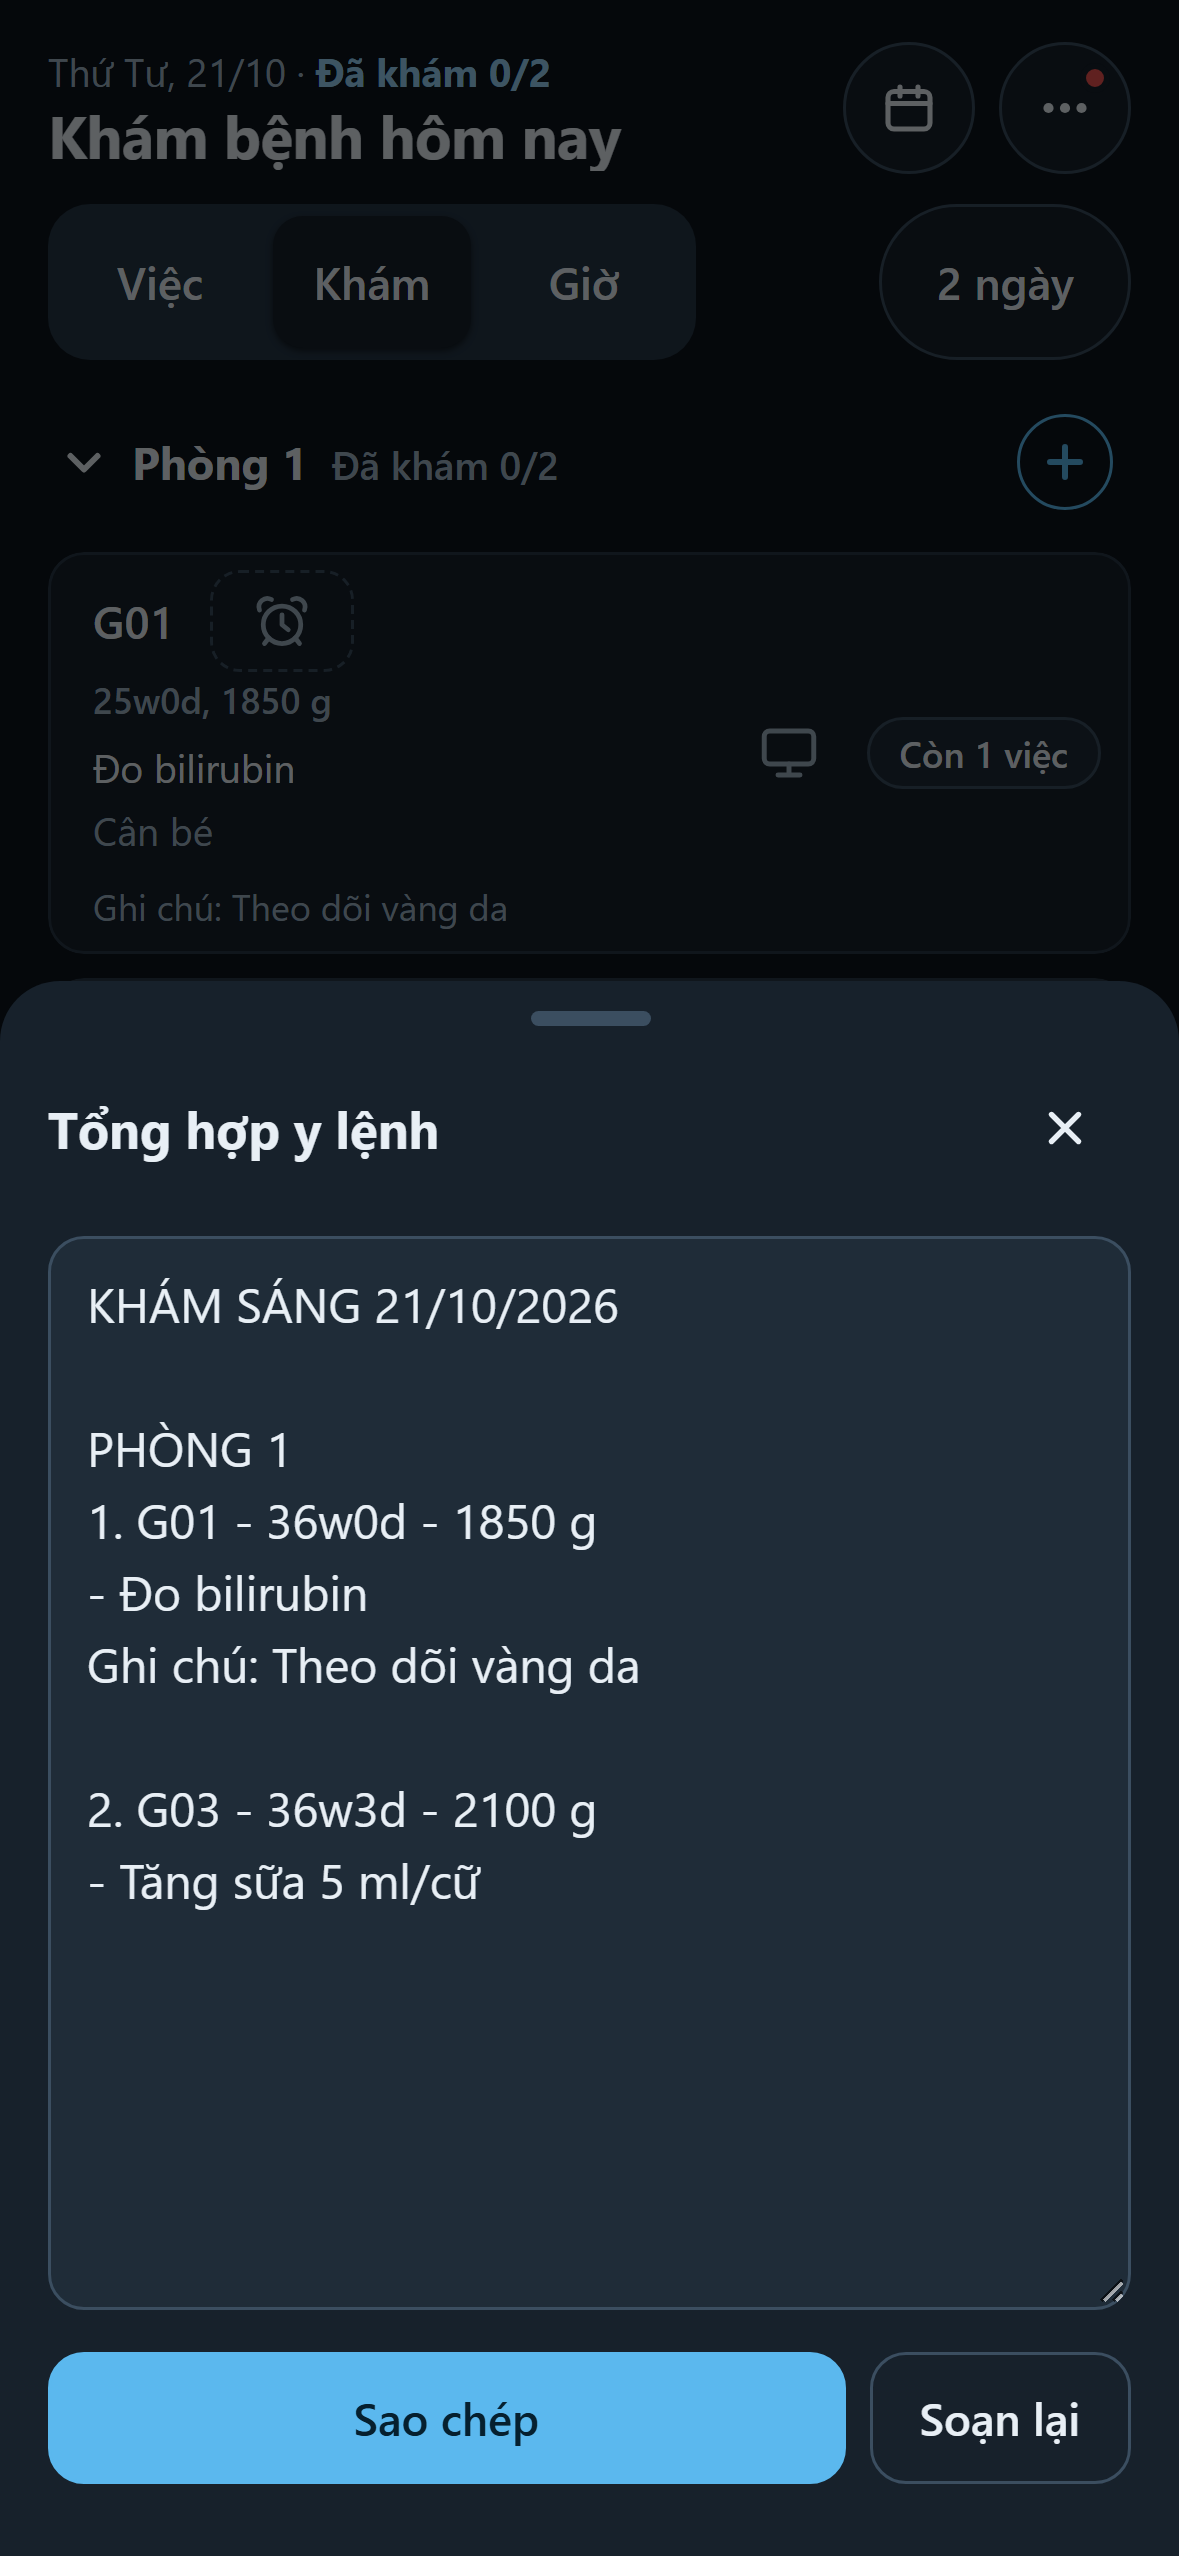 Thứ Tư, 21/10 · Đã khám 0/2
Khám bệnh hôm nay
Việc
Khám
Giờ
2 ngày
Phòng 1 Đã khám 0/2
G01
25w0d, 1850 g
Đo bilirubin
Còn 1 việc
Cân bé
Ghi chú: Theo dõi vàng da
Tổng hợp y lệnh
KHÁM SÁNG 21/10/2026
PHÒNG 1
1. G01 - 36w0d - 1850 g
- Đo bilirubin
Ghi chú: Theo dõi vàng da
2. G03 - 36w3d - 2100 g
- Tăng sữa 5 ml/cữ
Sao chép
Soạn lại